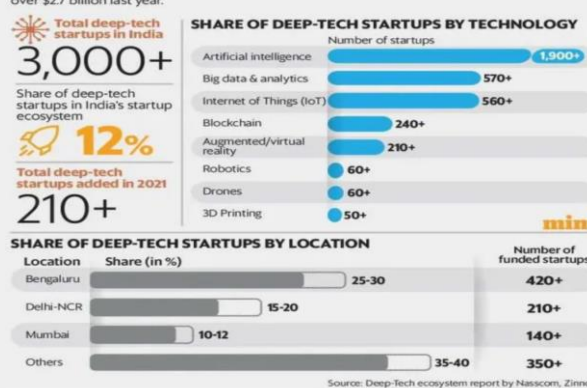 over $2.7 billion last year.
Total deep-tech
startups in India
3,000+
Share of deep-tech
startups in India's startup
ecosystem
12%
Total deep-tech
startups added in 2021
210+
SHARE OF DEEP-TECH STARTUPS BY TECHNOLOGY
Number of startups
Artificial intelligence 1,900+
Big data & analytics 570+
Internet of Things (IoT) 560+
Blockchain 240+
Augmented/virtual
reality 210+
Robotics 60+
Drones 60+
3D Printing 50+
SHARE OF DEEP-TECH STARTUPS BY LOCATION
Location Share (in %) Number of
funded startups
Bengaluru 25-30 420+
Delhi-NCR 15-20 210+
Mumbai 10-12 140+
Others 35-40 350+
Source: Deep-Tech ecosystem report by Nasscom,